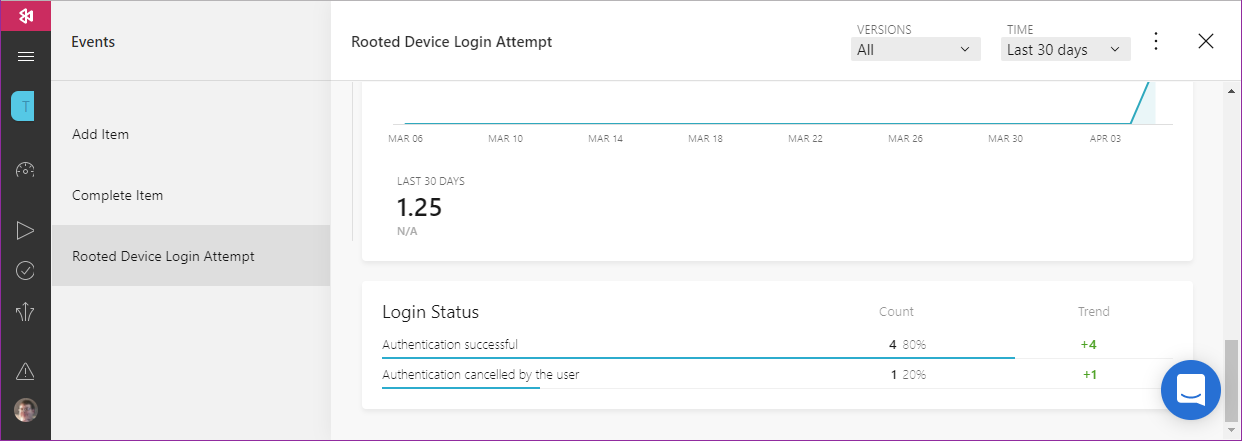 Events
Rooted Device Login Attempt
VERSIONS
All
TIME
Last 30 days
T
Add Item
Complete Item
Rooted Device Login Attempt
MAR 06 MAR 10 MAR 14 MAR 18 MAR 22 MAR 26 MAR 30 APR 03
LAST 30 DAYS
1.25
N/A
Login Status Count Trend
Authentication successful 4 80% +4
Authentication cancelled by the user 1 20% +1